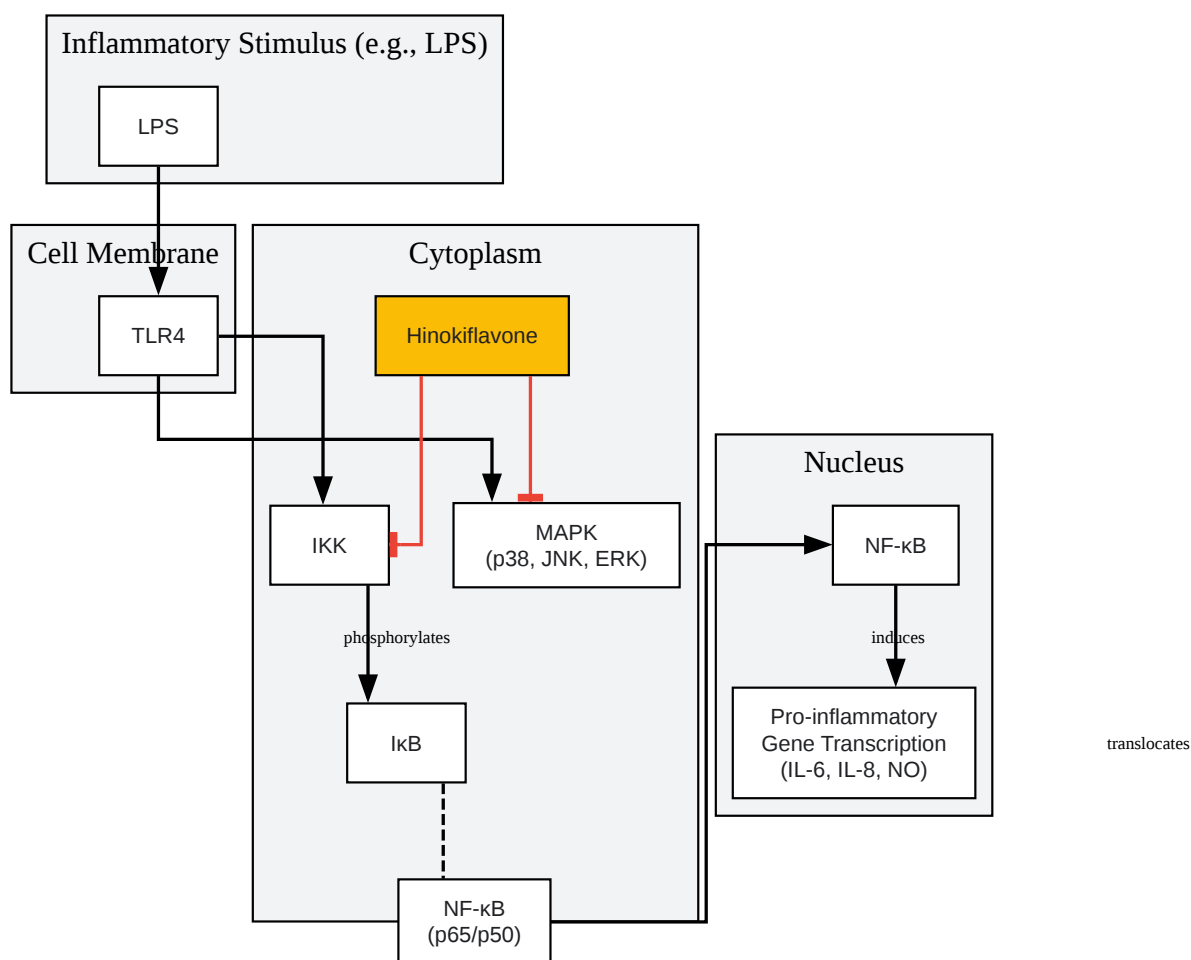 Inflammatory Stimulus (e.g., LPS)
LPS
Cell Membrane
Cytoplasm
TLR4
Hinokiflavone
Nucleus
IKK
MAPK
(p38, JNK, ERK)
NF-κB
phosphorylates
induces
IκB
Pro-inflammatory
Gene Transcription
(IL-6, IL-8, NO)
translocates
NF-κB
(p65/p50)